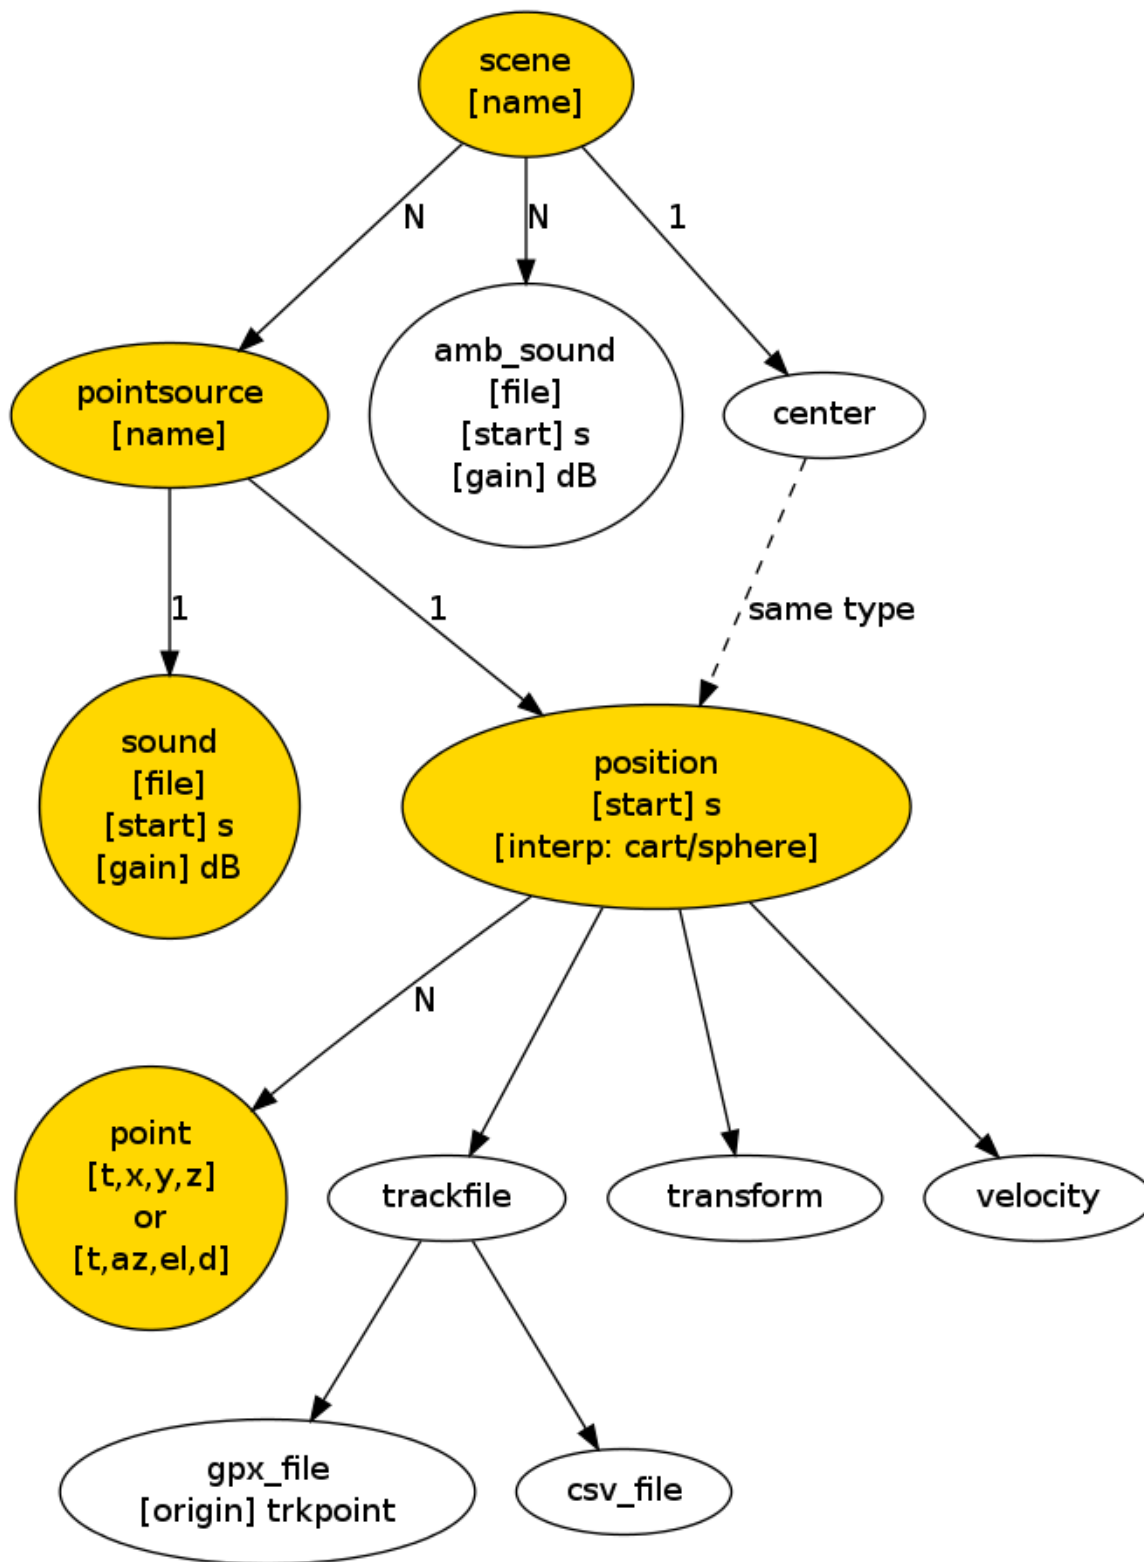 scene
[name]
N
N
1
amb_sound
[file]
[start] s
[gain] dB
pointsource
[name]
center
1
1
same type
sound
[file]
[start] s
[gain] dB
position
[start] s
[interp: cart/sphere]
N
point
[t,x,y,z]
or
[t,az,el,d]
trackfile
transform
velocity
gpx_file
[origin] trkpoint
csv_file